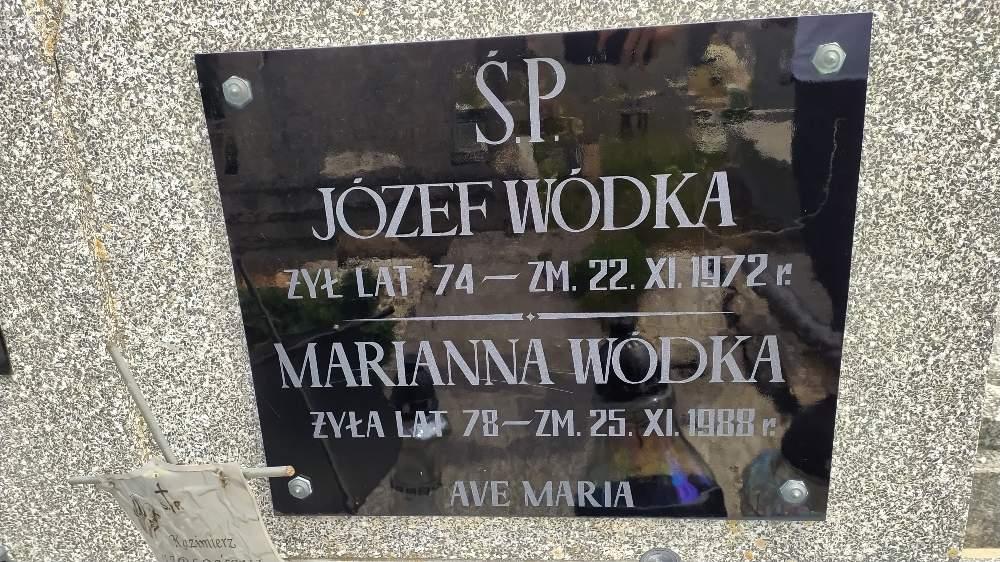 Ś.P.
JÓZEF WÓDKA
ŻYŁ LAT 74 — ZM. 22. XI. 1972 r.
MARIANNA WÓDKA
ŻYŁA LAT 78 — ZM. 25. XI. 1988 r.
AVE MARIA
Ś.P.
Kazimierz